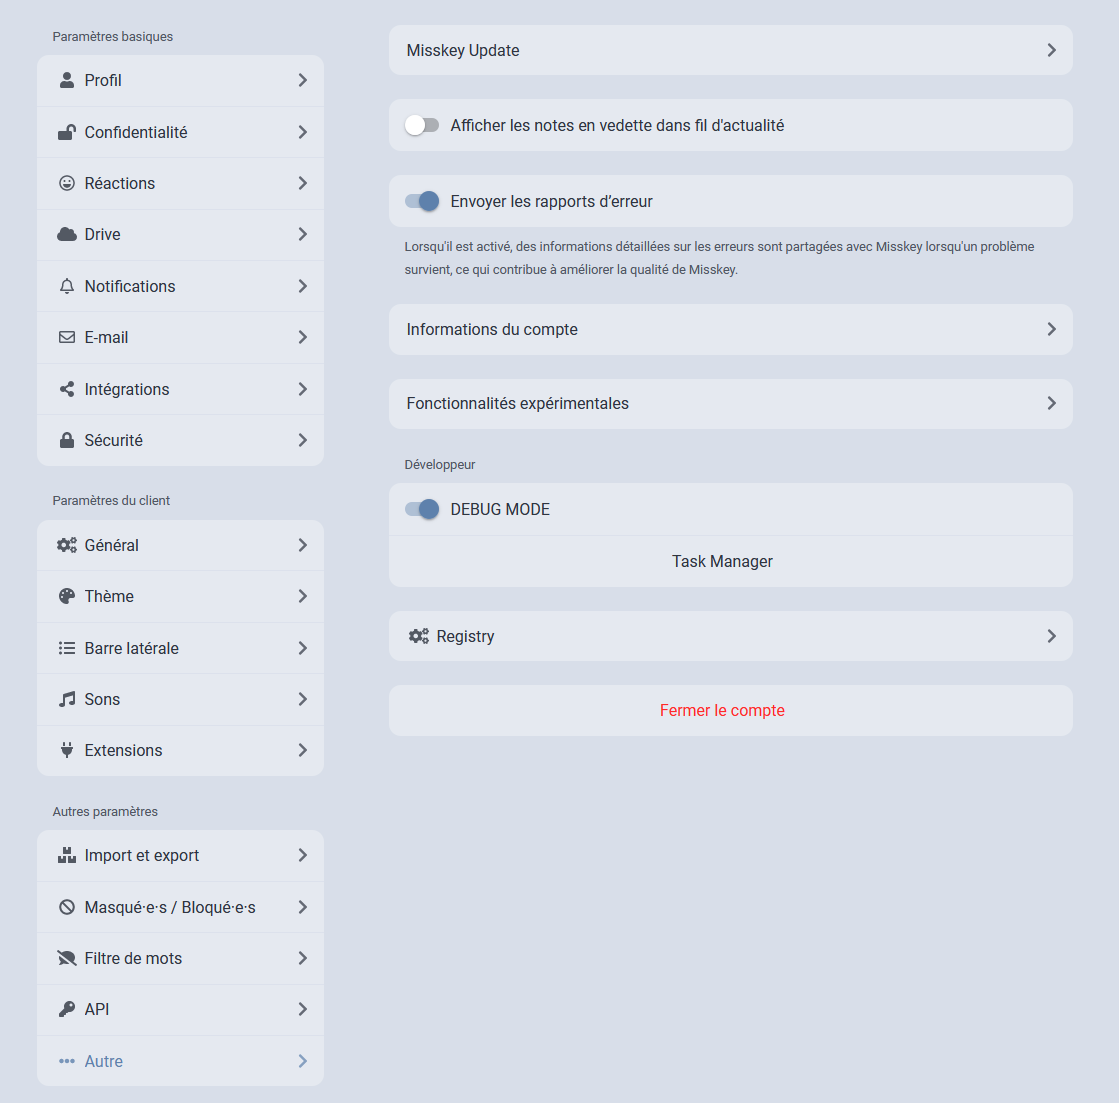 Paramètres basiques
Profil
Confidentialité
Réactions
Drive
Notifications
E-mail
Intégrations
Sécurité
Paramètres du client
Général
Thème
Barre latérale
Sons
Extensions
Autres paramètres
Import et export
Masqué·e·s / Bloqué·e·s
Filtre de mots
API
Autre
Misskey Update
Afficher les notes en vedette dans fil d'actualité
Envoyer les rapports d’erreur
Lorsqu'il est activé, des informations détaillées sur les erreurs sont partagées avec Misskey lorsqu'un problème
survient, ce qui contribue à améliorer la qualité de Misskey.
Informations du compte
Fonctionnalités expérimentales
Développeur
DEBUG MODE
Task Manager
Registry
Fermer le compte